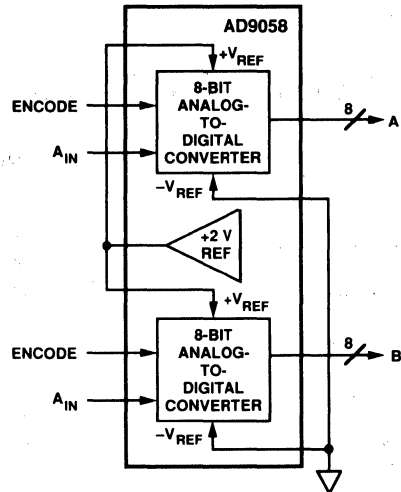 AD9058
+VREF
8-BIT
ANALOG-
TO-
DIGITAL
CONVERTER
ENCODE
AIN
8
A
−VREF
+2 V
REF
+VREF
8-BIT
ANALOG-
TO-
DIGITAL
CONVERTER
ENCODE
AIN
8
B
−VREF